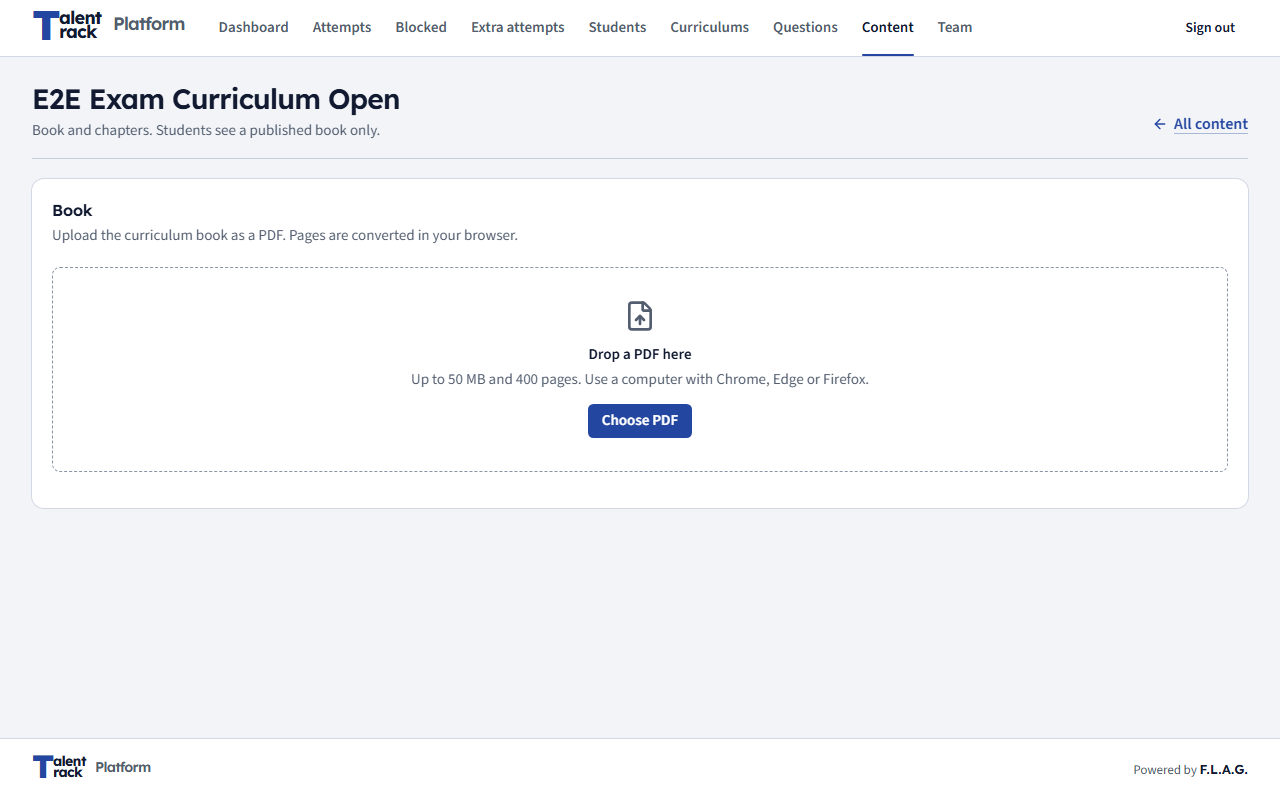 Talent Track Platform Dashboard Attempts Blocked Extra attempts Students Curriculums Questions Content Team Sign out
E2E Exam Curriculum Open
Book and chapters. Students see a published book only.
← All content
Book
Upload the curriculum book as a PDF. Pages are converted in your browser.
Drop a PDF here
Up to 50 MB and 400 pages. Use a computer with Chrome, Edge or Firefox.
Choose PDF
Talent Track Platform
Powered by F.L.A.G.